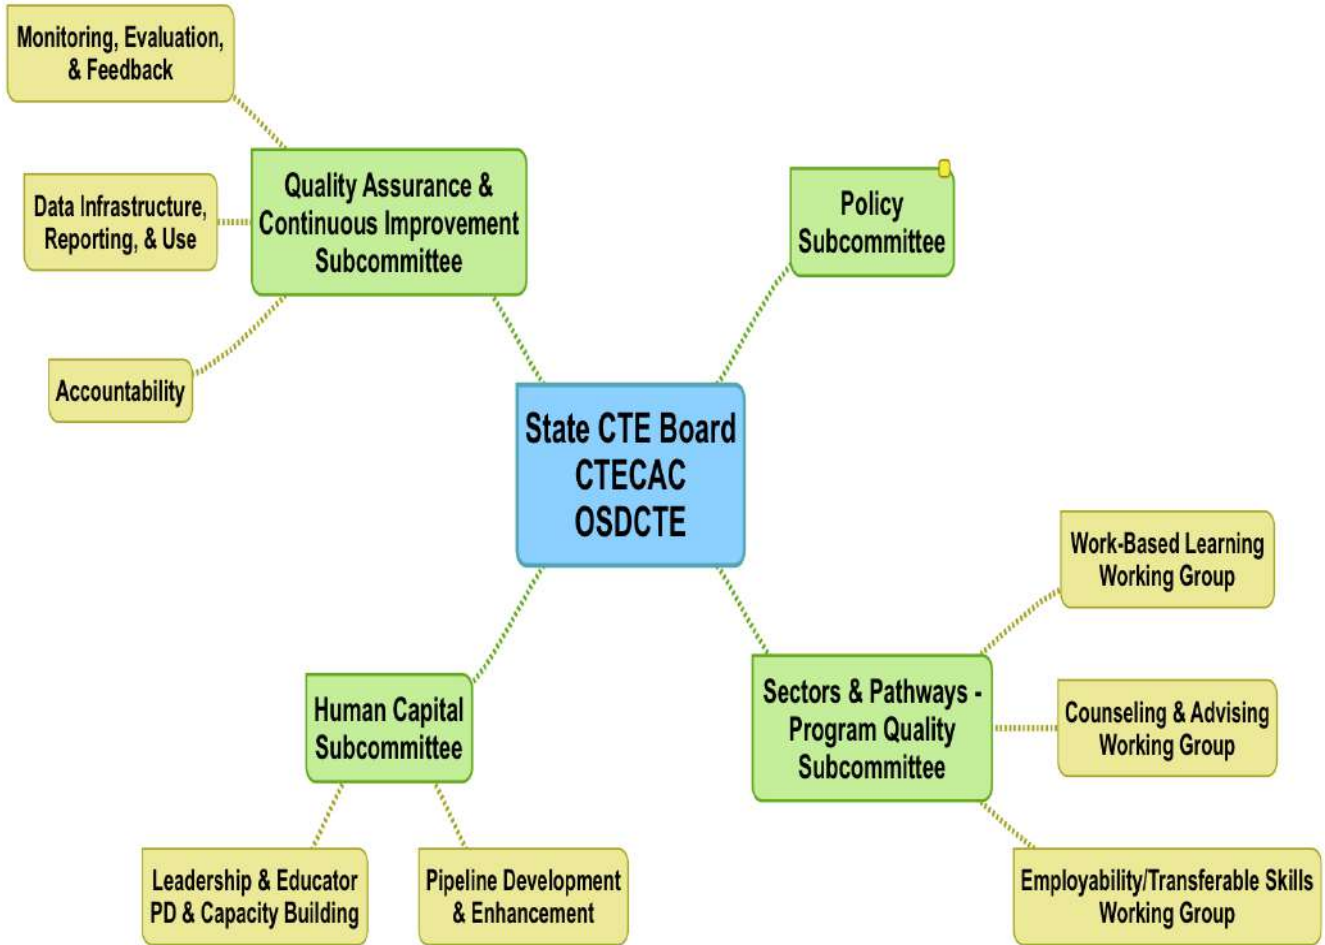 Monitoring, Evaluation,
& Feedback
Data Infrastructure,
Reporting, & Use
Accountability
Quality Assurance &
Continuous Improvement
Subcommittee
Policy
Subcommittee
State CTE Board
CTECAC
OSDCTE
Human Capital
Subcommittee
Leadership & Educator
PD & Capacity Building
Pipeline Development
& Enhancement
Sectors & Pathways -
Program Quality
Subcommittee
Work-Based Learning
Working Group
Counseling & Advising
Working Group
Employability/Transferable Skills
Working Group